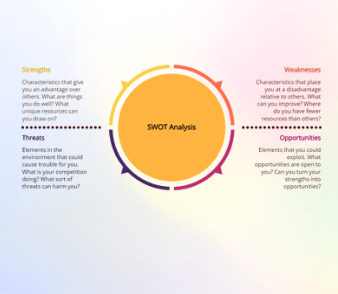 Strengths
Characteristics that give
you an advantage over
others. What are things
you do well? What
unique resources can
you draw on?
Weaknesses
Characteristics that place
you at a disadvantage
relative to others. What
can you improve? Where
do you have fewer
resources than others?
SWOT Analysis
Threats
Elements in the
environment that could
cause trouble for you.
What is your competition
doing? What sort of
threats can harm you?
Opportunities
Elements that you could
exploit. What
opportunities are open to
you? Can you turn your
strengths into
opportunities?